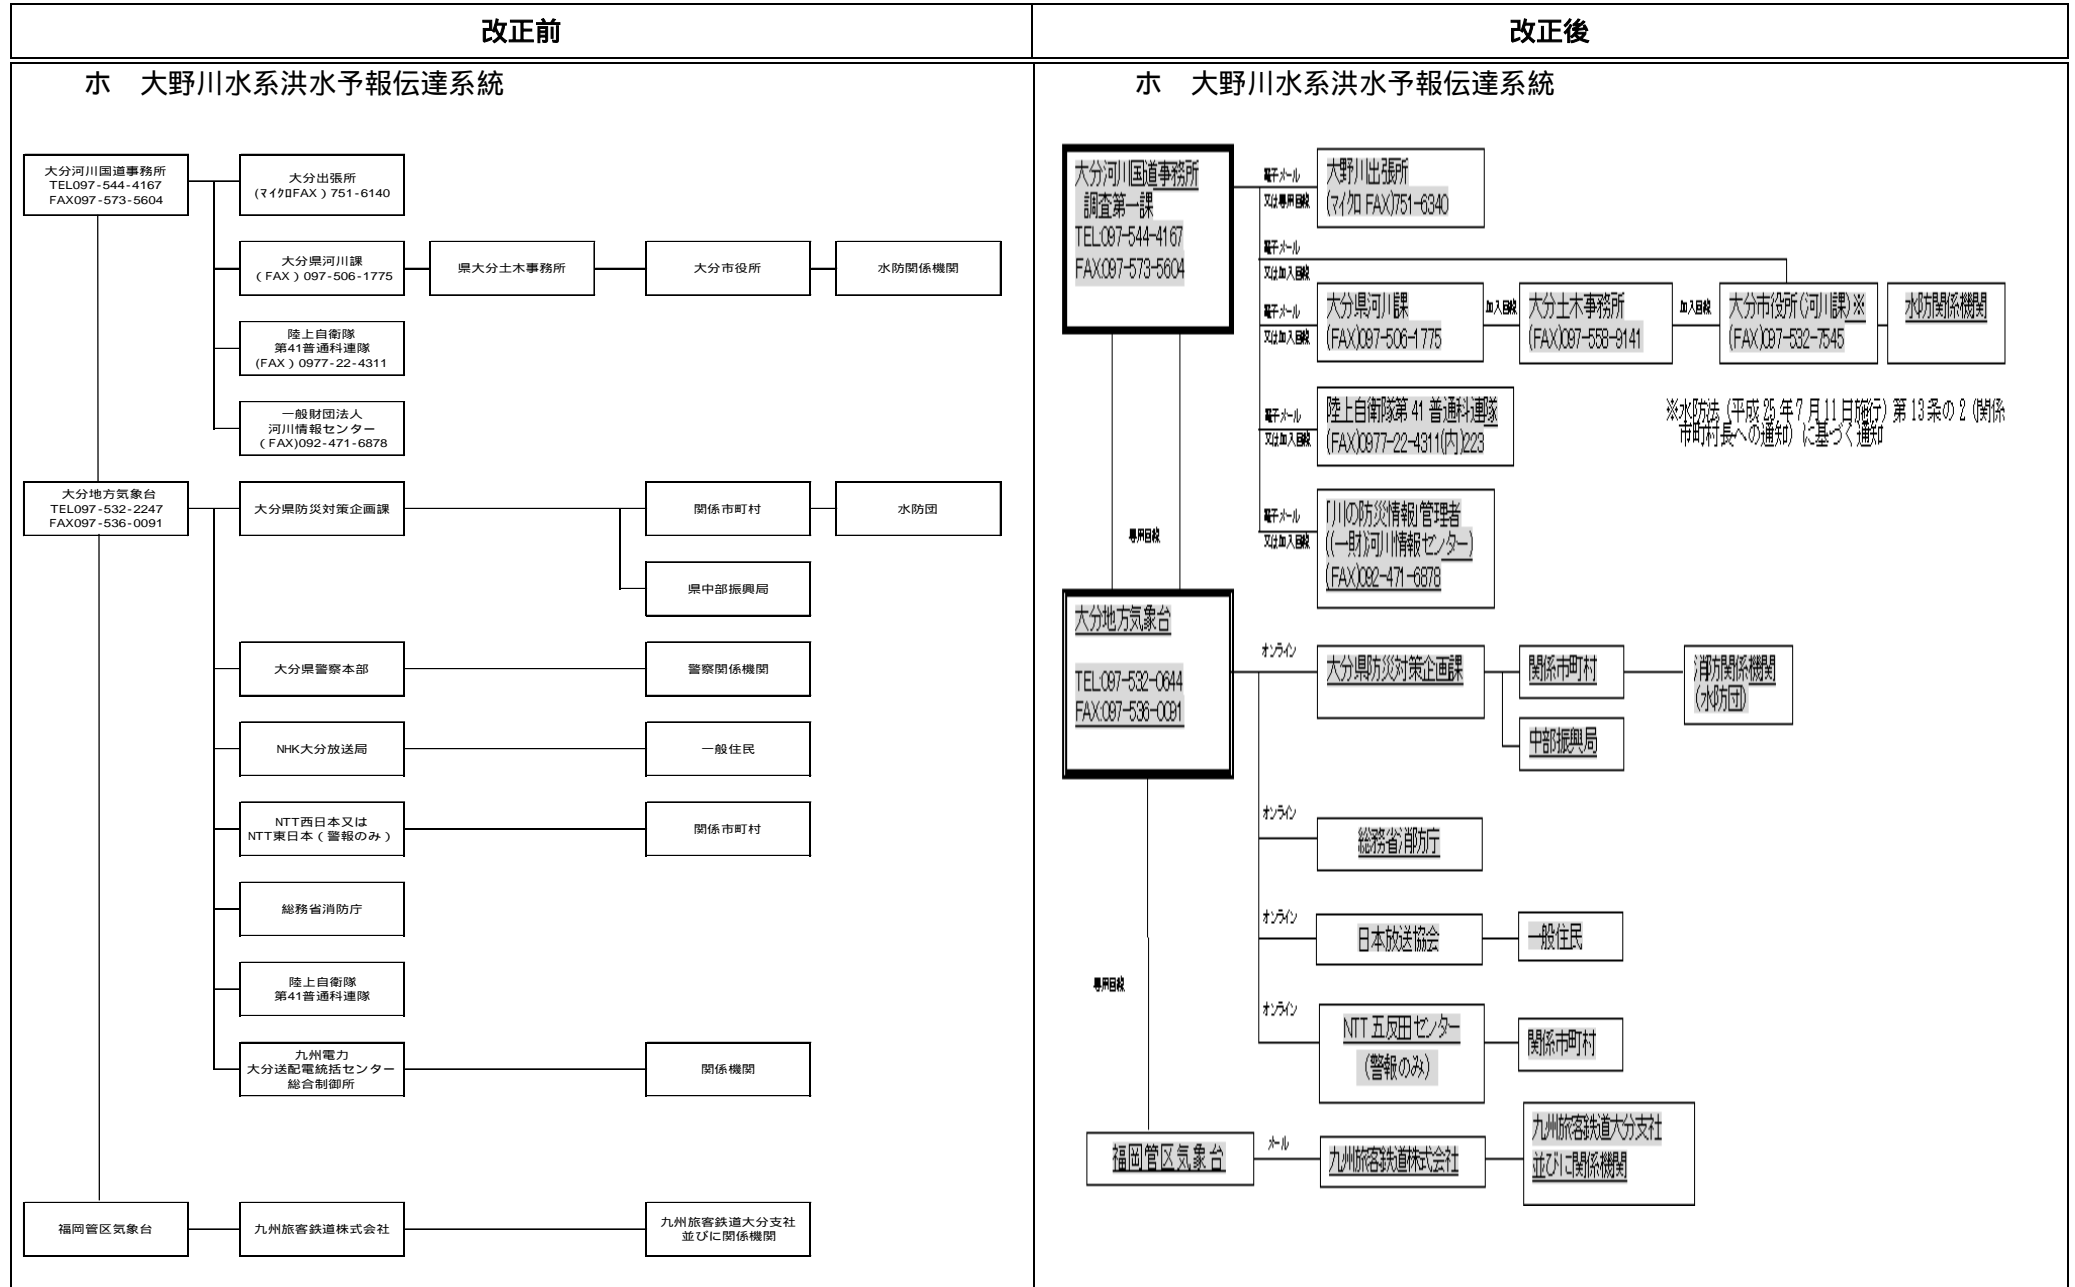 改正前
改正後
ホ　大野川水系洪水予報伝達系統
大分河川国道事務所
TEL097-544-4167
FAX097-573-5604
大分出張所
(マイクロFAX）751-6140
大分県河川課
（FAX）097-506-1775
県大分土木事務所
大分市役所
水防関係機関
陸上自衛隊
第41普通科連隊
(FAX）0977-22-4311
一般財団法人
河川情報センター
（FAX)092-471-6878
大分地方気象台
TEL097-532-2247
FAX097-536-0091
大分県防災対策企画課
関係市町村
水防団
県中部振興局
大分県警察本部
警察関係機関
NHK大分放送局
一般住民
NTT西日本又は
NTT東日本（警報のみ）
関係市町村
総務省消防庁
陸上自衛隊
第41普通科連隊
九州電力
大分送配電統括センター
総合制御所
関係機関
福岡管区気象台
九州旅客鉄道株式会社
九州旅客鉄道大分支社
並びに関係機関
ホ　大野川水系洪水予報伝達系統
大分河川国道事務所
調査第一課
TEL:097-544-4167
FAX:097-573-5604
電子メール
又は専用回線
大野川出張所
(マイクロ FAX)751-6340
電子メール
又は加入回線
電子メール
又は加入回線
大分県河川課
(FAX)097-506-1775
加入回線
大分土木事務所
(FAX)097-558-9141
加入回線
大分市役所(河川課)※
(FAX)097-532-7545
水防関係機関
電子メール
又は加入回線
陸上自衛隊第 41 普通科連隊
(FAX)0977-22-4311(内)223
※水防法（平成 25 年 7 月 11 日施行）第 13 条の 2（関係
市町村長への通知）に基づく通知
電子メール
又は加入回線
「川の防災情報」管理者
((一財)河川情報センター)
(FAX)092-471-6878
専用回線
大分地方気象台
TEL:097-532-0644
FAX:097-536-0091
オンライン
大分県防災対策企画課
関係市町村
消防関係機関
(水防団)
中部振興局
オンライン
総務省消防庁
オンライン
日本放送協会
一般住民
専用回線
オンライン
NTT 五反田センター
(警報のみ)
関係市町村
福岡管区気象台
メール
九州旅客鉄道株式会社
九州旅客鉄道大分支社
並びに関係機関